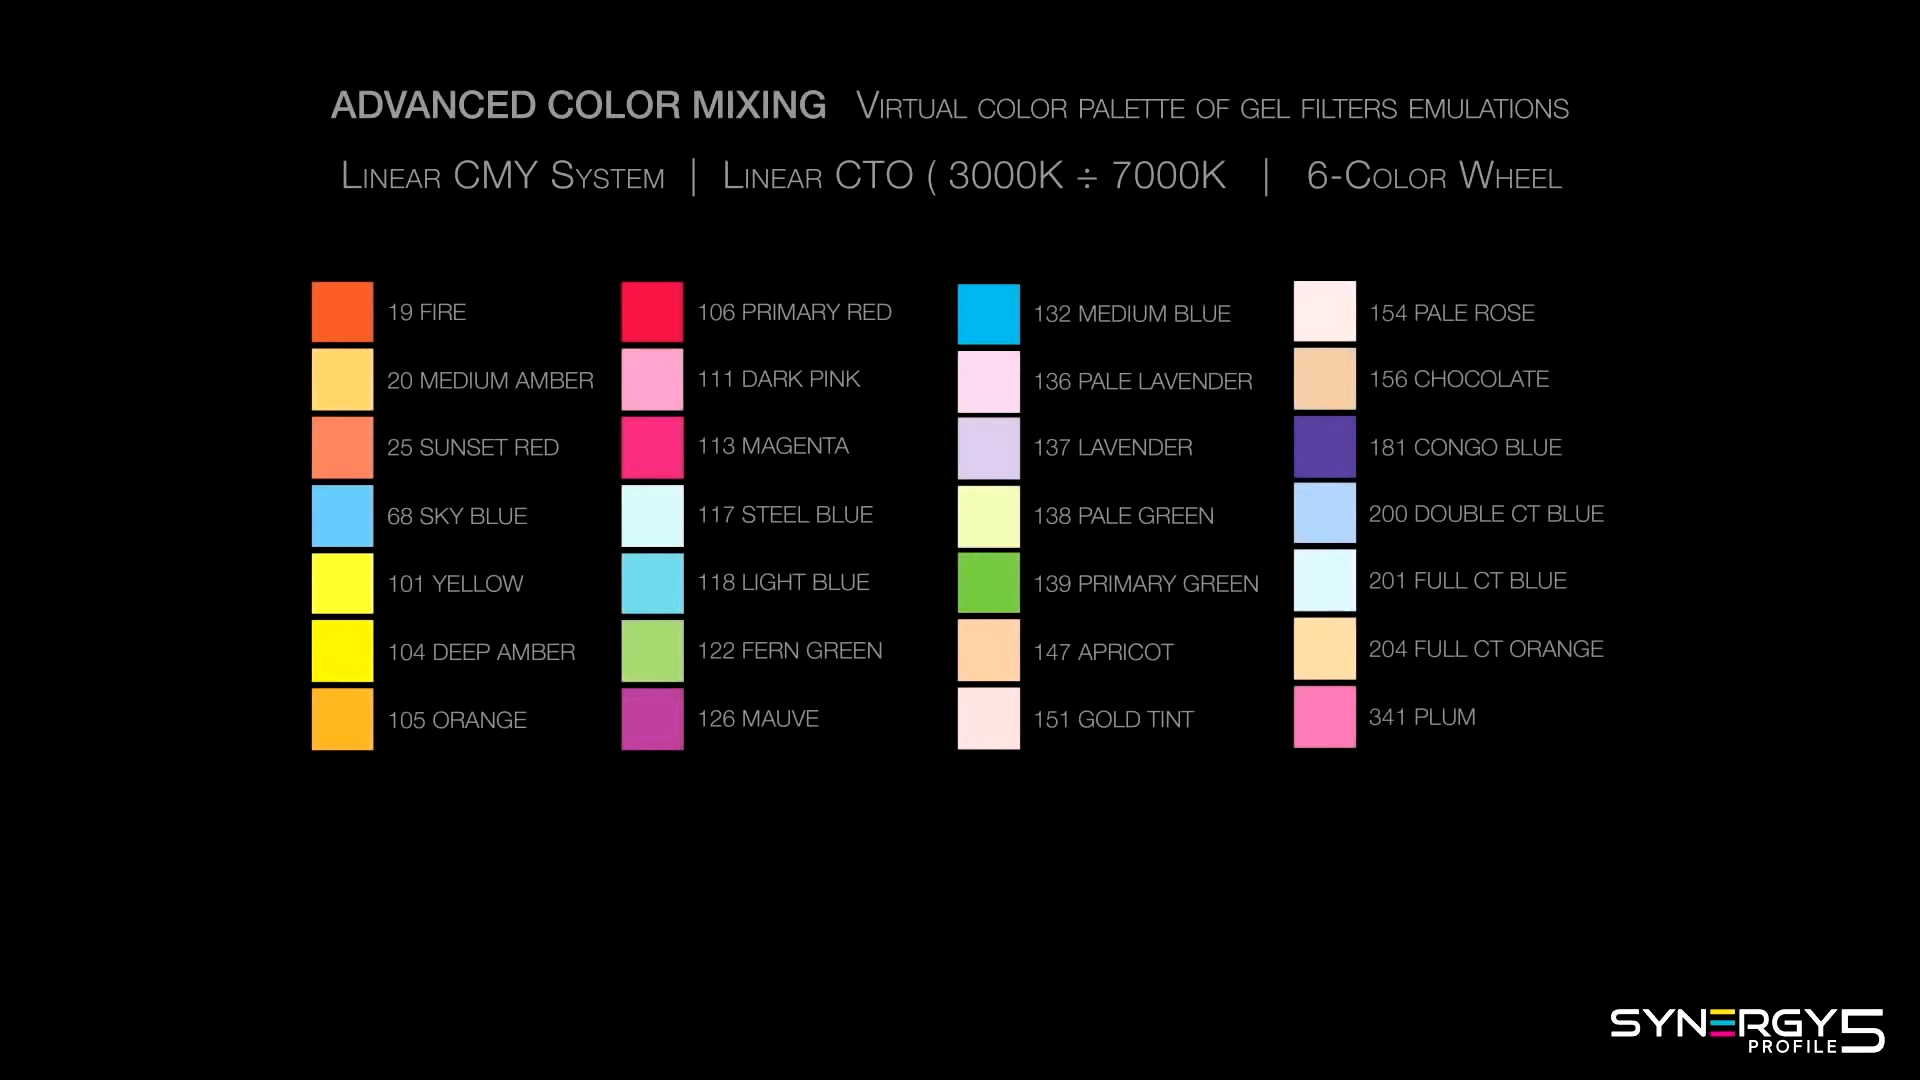 ADVANCED COLOR MIXING Virtual color palette of gel filters emulations
Linear CMY System | Linear CTO ( 3000K ÷ 7000K | 6-Color Wheel
19 FIRE
20 MEDIUM AMBER
25 SUNSET RED
68 SKY BLUE
101 YELLOW
104 DEEP AMBER
105 ORANGE
106 PRIMARY RED
111 DARK PINK
113 MAGENTA
117 STEEL BLUE
118 LIGHT BLUE
122 FERN GREEN
126 MAUVE
132 MEDIUM BLUE
136 PALE LAVENDER
137 LAVENDER
138 PALE GREEN
139 PRIMARY GREEN
147 APRICOT
151 GOLD TINT
154 PALE ROSE
156 CHOCOLATE
181 CONGO BLUE
200 DOUBLE CT BLUE
201 FULL CT BLUE
204 FULL CT ORANGE
341 PLUM
SYNERGY5
PROFILE